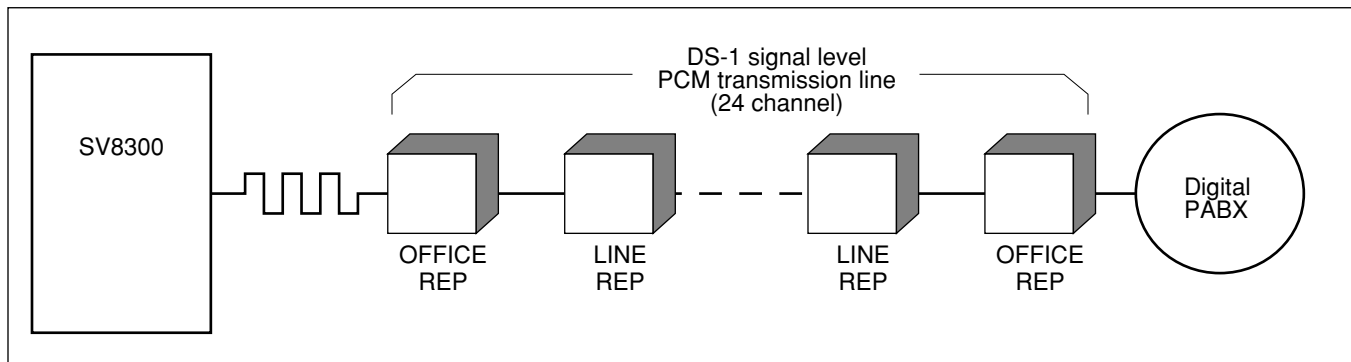 DS-1 signal level
PCM transmission line
(24 channel)
SV8300
Digital
PABX
OFFICE
REP
LINE
REP
LINE
REP
OFFICE
REP